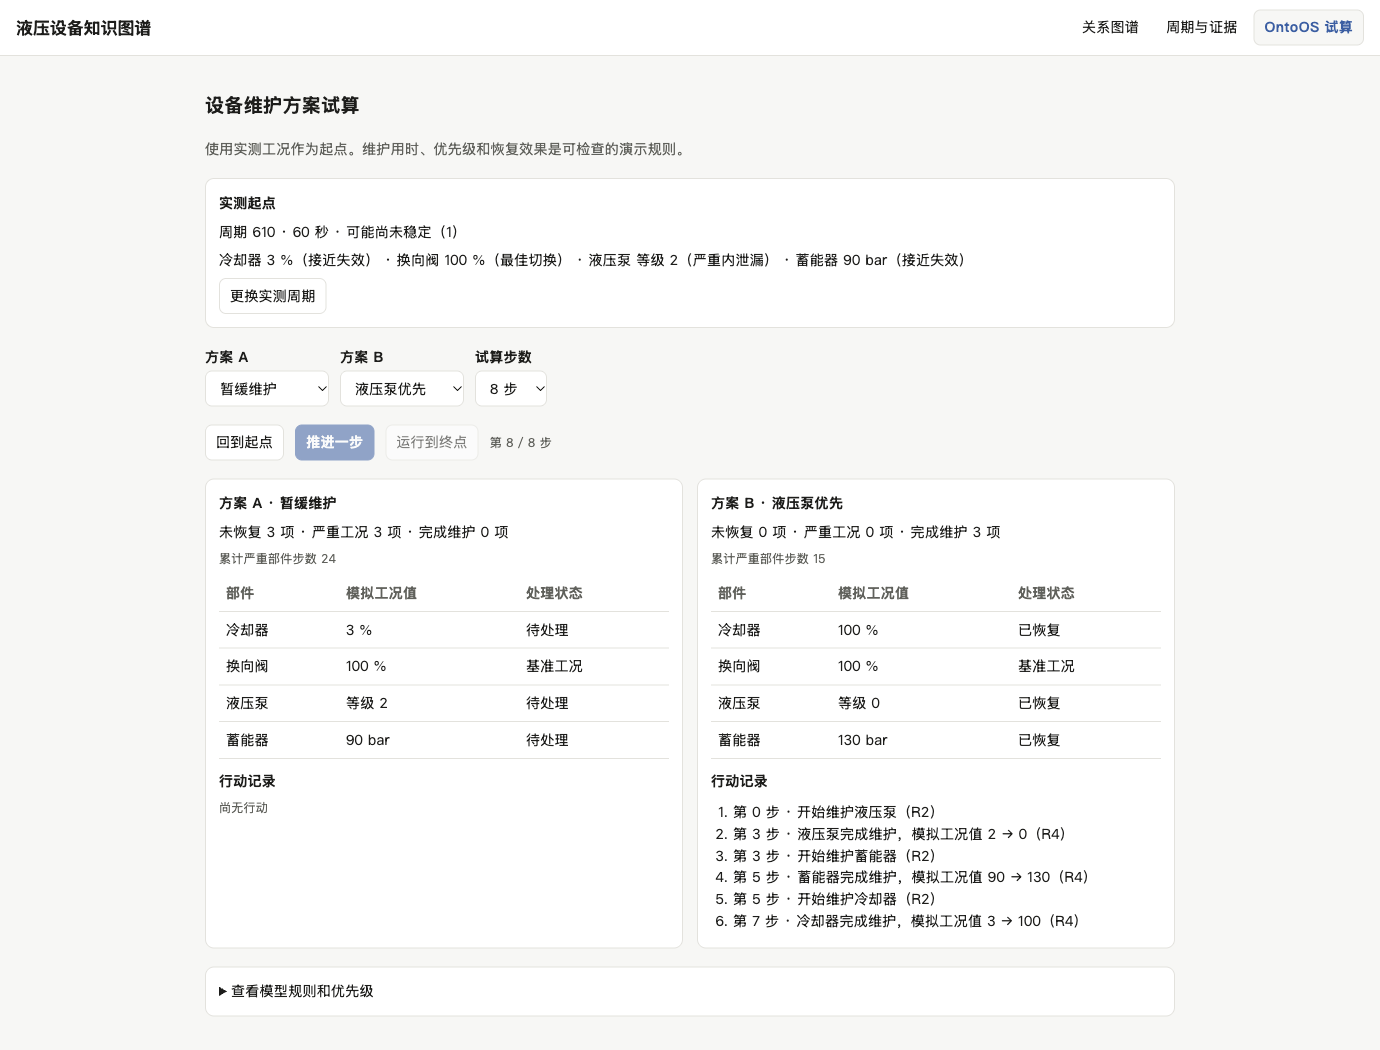 液压设备知识图谱
关系图谱 周期与证据 OntoOS 试算
设备维护方案试算
使用实测工况作为起点。维护用时、优先级和恢复效果是可检查的演示规则。
实测起点
周期 610 · 60 秒 · 可能尚未稳定（1）
冷却器 3 %（接近失效） · 换向阀 100 %（最佳切换） · 液压泵 等级 2（严重内泄漏） · 蓄能器 90 bar（接近失效）
更换实测周期
方案 A 方案 B 试算步数
暂缓维护 液压泵优先 8 步
回到起点 推进一步 运行到终点 第 8 / 8 步
方案 A · 暂缓维护
未恢复 3 项 · 严重工况 3 项 · 完成维护 0 项
累计严重部件步数 24
部件 模拟工况值 处理状态
冷却器 3 % 待处理
换向阀 100 % 基准工况
液压泵 等级 2 待处理
蓄能器 90 bar 待处理
行动记录
尚无行动
方案 B · 液压泵优先
未恢复 0 项 · 严重工况 0 项 · 完成维护 3 项
累计严重部件步数 15
部件 模拟工况值 处理状态
冷却器 100 % 已恢复
换向阀 100 % 基准工况
液压泵 等级 0 已恢复
蓄能器 130 bar 已恢复
行动记录
1. 第 0 步 · 开始维护液压泵（R2）
2. 第 3 步 · 液压泵完成维护，模拟工况值 2 → 0（R4）
3. 第 3 步 · 开始维护蓄能器（R2）
4. 第 5 步 · 蓄能器完成维护，模拟工况值 90 → 130（R4）
5. 第 5 步 · 开始维护冷却器（R2）
6. 第 7 步 · 冷却器完成维护，模拟工况值 3 → 100（R4）
▶ 查看模型规则和优先级